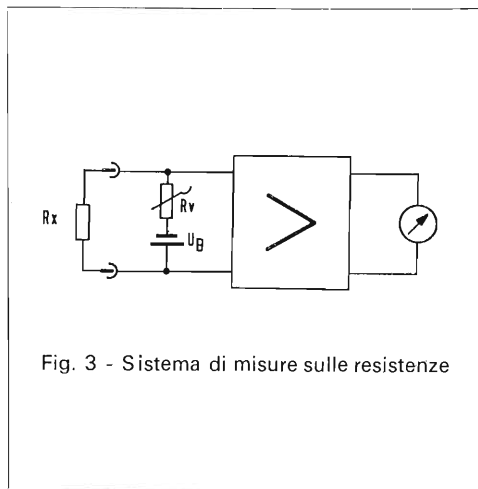 Rx
Rv
UB
Fig. 3 - Sistema di misure sulle resistenze